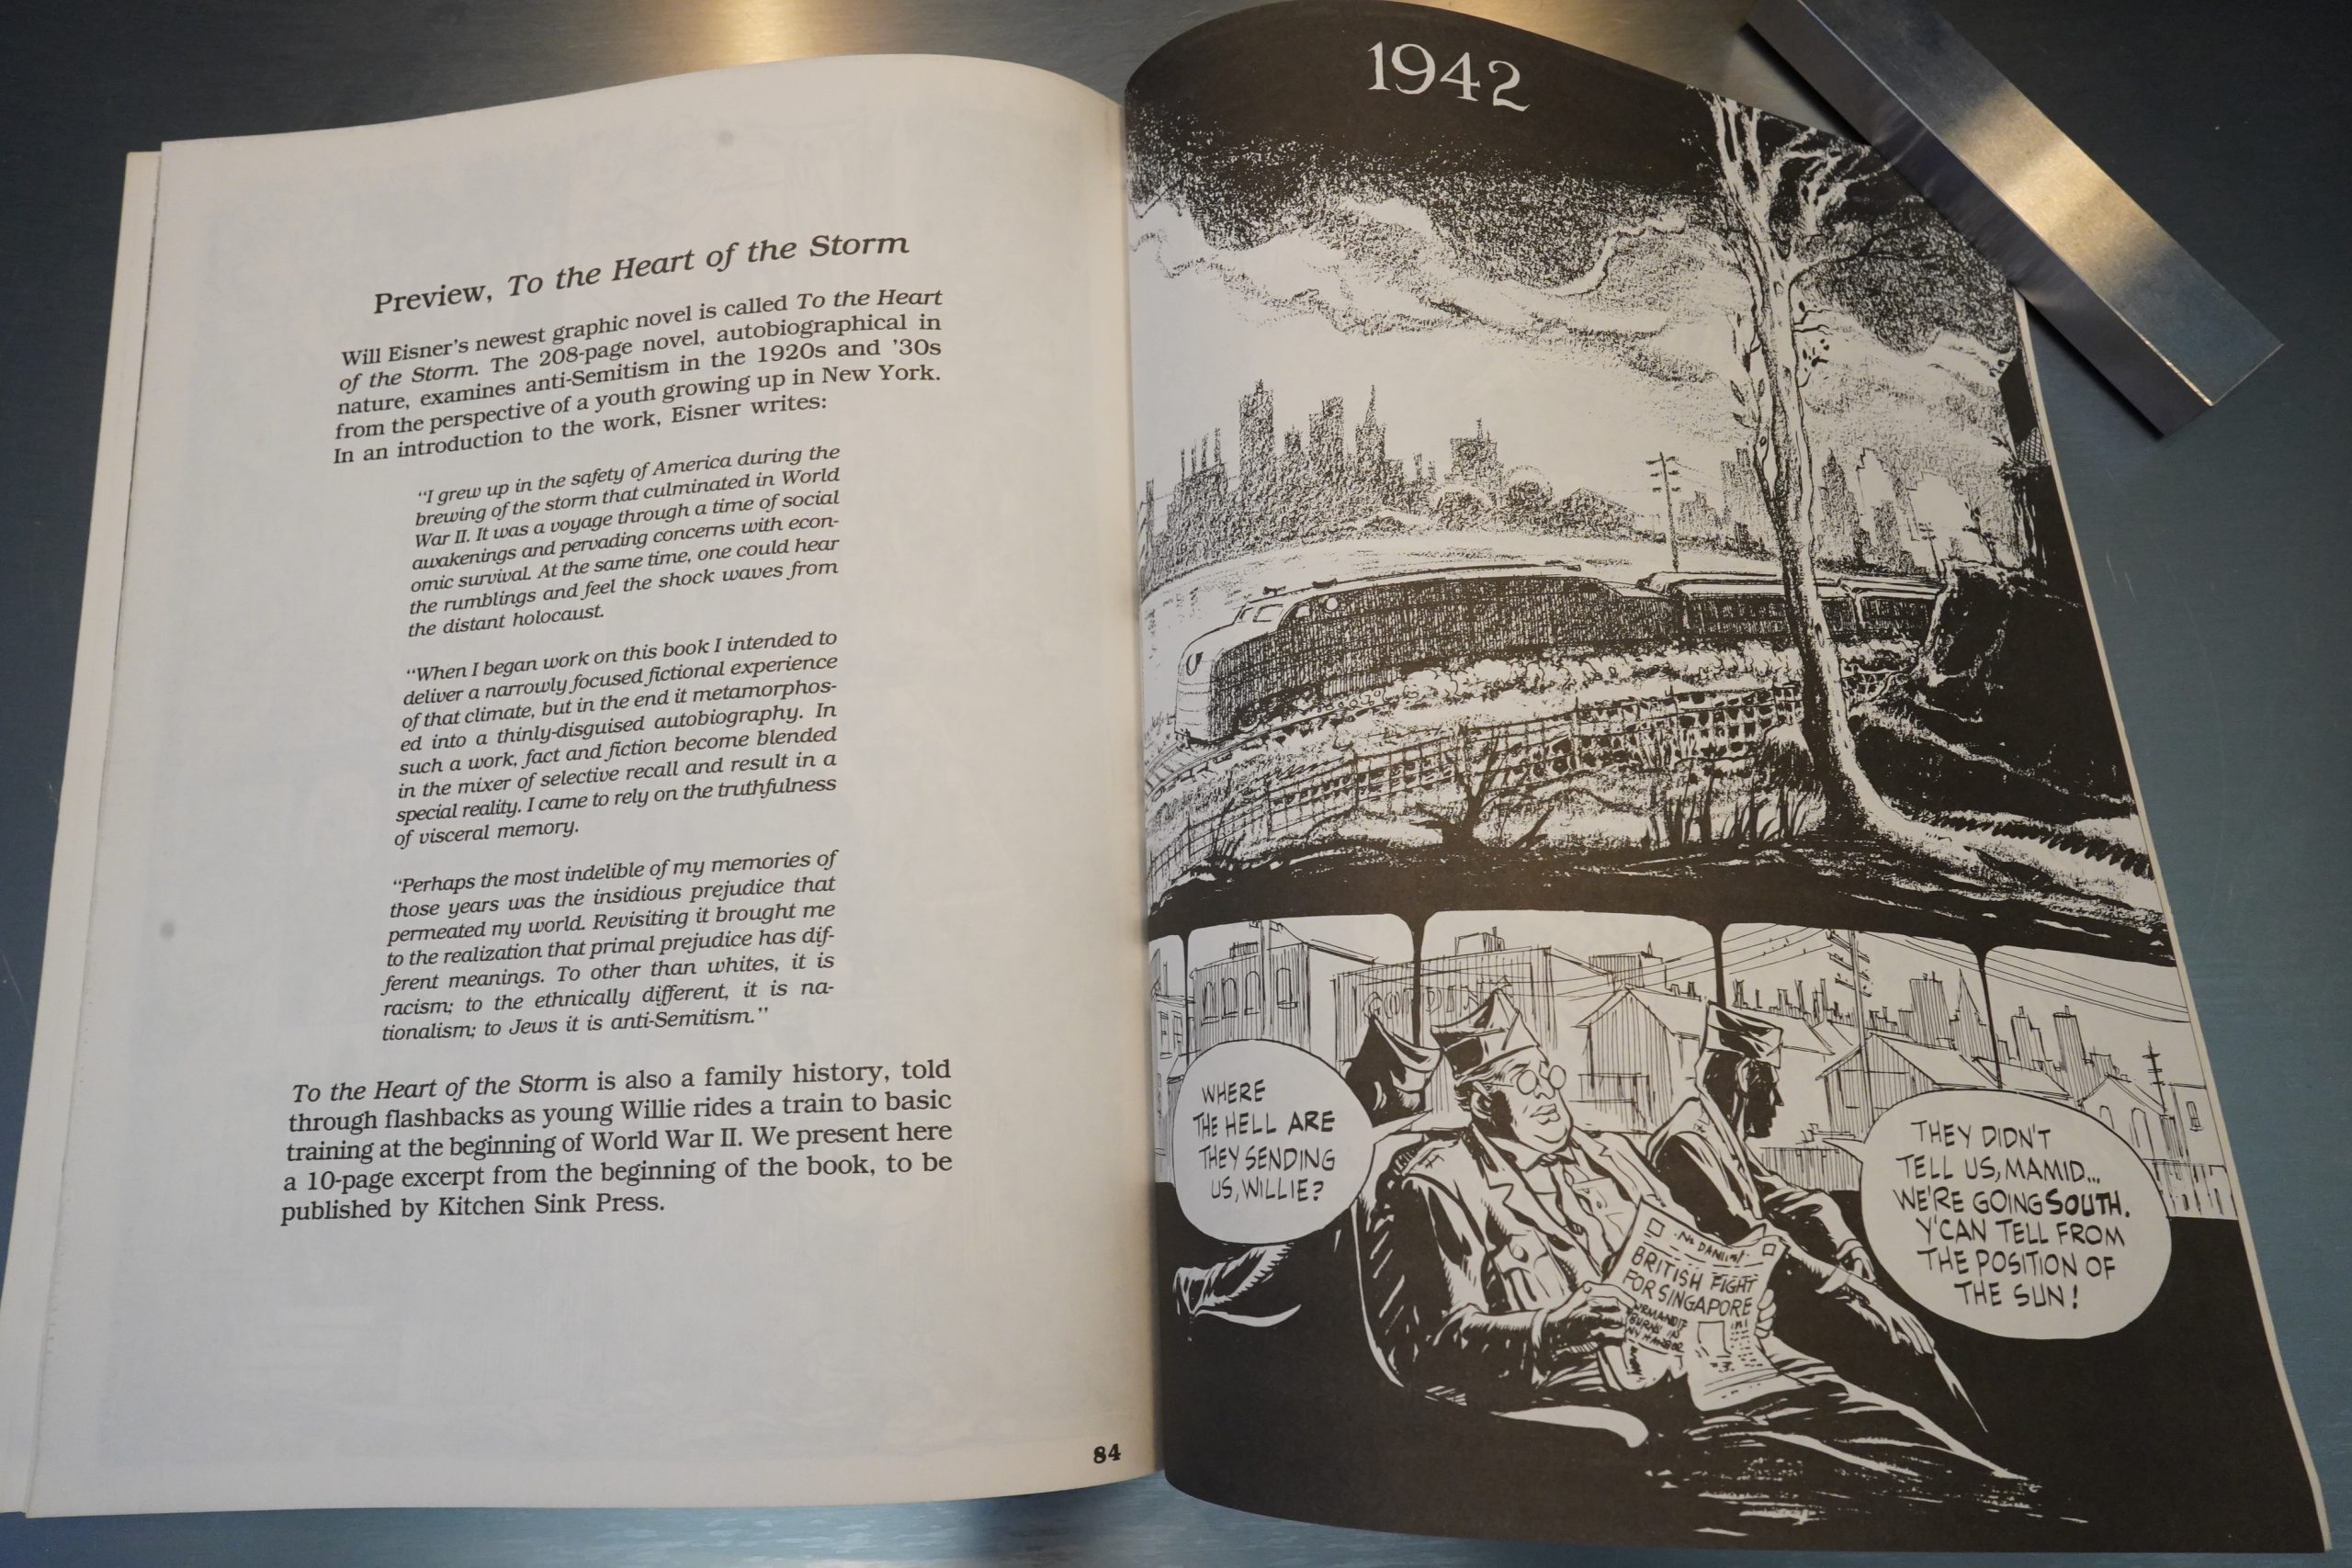 Preview, To the Heart of the Storm
Will Eisner's newest graphic novel is called To the Heart
of the Storm. The 208-page novel, autobiographical in
nature, examines anti-Semitism in the 1920s and '30s
from the perspective of a youth growing up in New York.
In an introduction to the work, Eisner writes:
"I grew up in the safety of America during the
brewing of the storm that culminated in World
War II. It was a voyage through a time of social
awakenings and pervading concerns with econ-
omic survival. At the same time, one could hear
the rumblings and feel the shock waves from
the distant holocaust.
"When I began work on this book I intended to
deliver a narrowly focused fictional experience
of that climate, but in the end it metamorphos-
ed into a thinly-disguised autobiography. In
such a work, fact and fiction become blended
in the mixer of selective recall and result in a
special reality. I came to rely on the truthfulness
of visceral memory.
"Perhaps the most indelible of my memories of
those years was the insidious prejudice that
permeated my world. Revisiting it brought me
to the realization that primal prejudice has dif-
ferent meanings. To other than whites, it is
racism; to the ethnically different, it is na-
tionalism; to Jews it is anti-Semitism."
To the Heart of the Storm is also a family history, told
through flashbacks as young Willie rides a train to basic
training at the beginning of World War II. We present here
a 10-page excerpt from the beginning of the book, to be
published by Kitchen Sink Press.
84
1942
WHERE
THE HELL ARE
THEY SENDING
US, WILLIE?
THEY DIDN'T
TELL US, MAMID...
WE'RE GOING SOUTH.
Y'CAN TELL FROM
THE POSITION OF
THE SUN!
BRITISH FIGHT
FOR SINGAPORE
BURNS IN